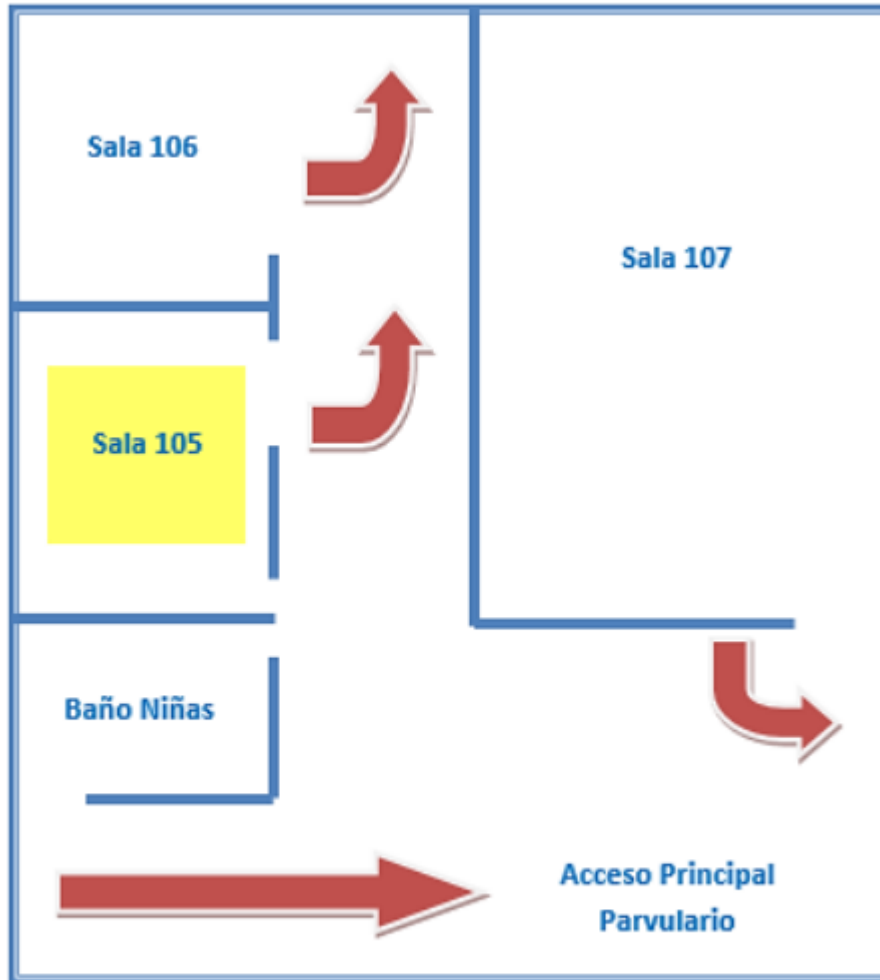 Sala 106
Sala 107
Sala 105
Baño Niñas
Acceso Principal
Parvulario